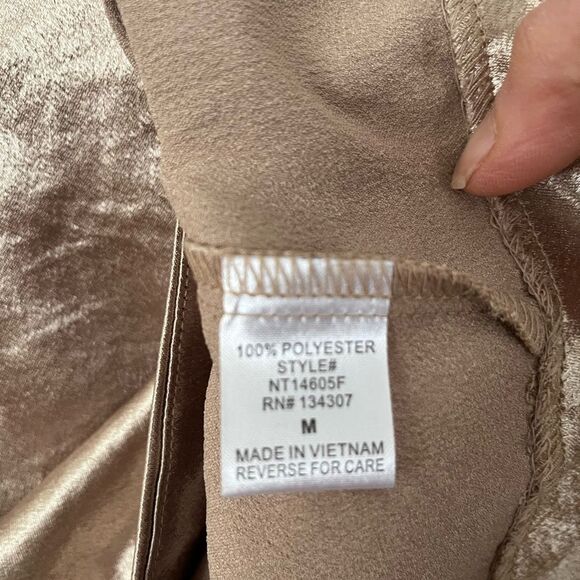 100% POLYESTER
STYLE#
NT14605F
RN# 134307
M
MADE IN VIETNAM
REVERSE FOR CARE